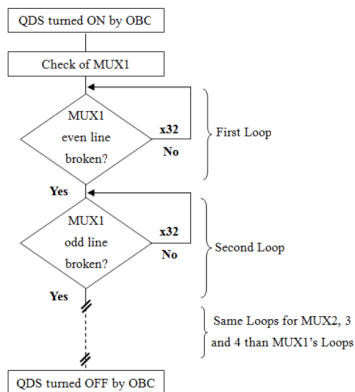 QDS turned ON by OBC
Check of MUX1
MUX1
even line
broken?
x32
No
First Loop
Yes
MUX1
odd line
broken?
x32
No
Second Loop
Yes
Same Loops for MUX2, 3
and 4 than MUX1's Loops
QDS turned OFF by OBC